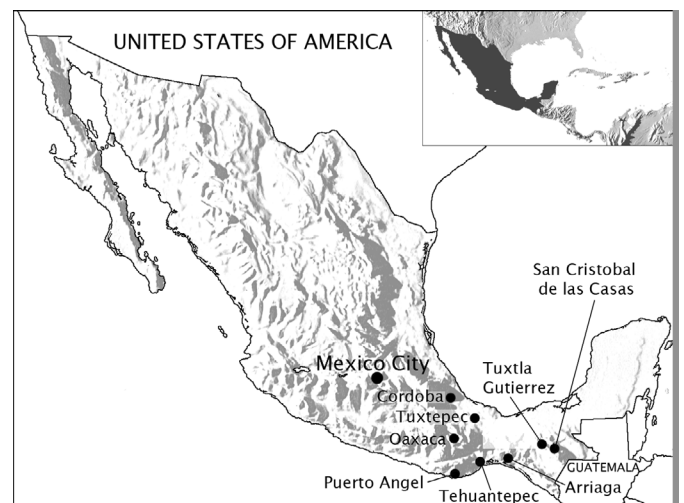 UNITED STATES OF AMERICA
San Cristobal
de las Casas
Mexico City
Tuxtla
Gutierrez
Cordoba
Tuxtepec
Oaxaca
GUATEMALA
Puerto Angel
Arriaga
Tehuantepec